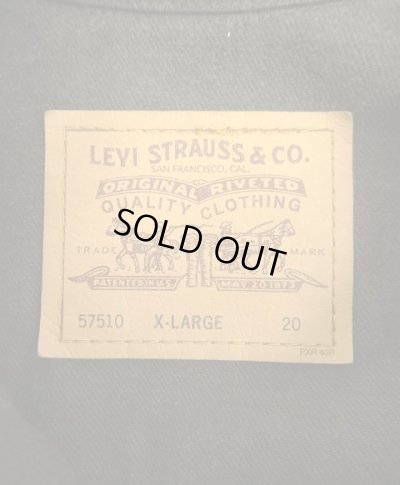 LEVI STRAUSS & CO.
SAN FRANCISCO, CAL.
ORIGINAL RIVETED
QUALITY CLOTHING
SOLD OUT
TRADE MARK
PATENTED IN U.S. MAY 20 1873
57510 X-LARGE 20